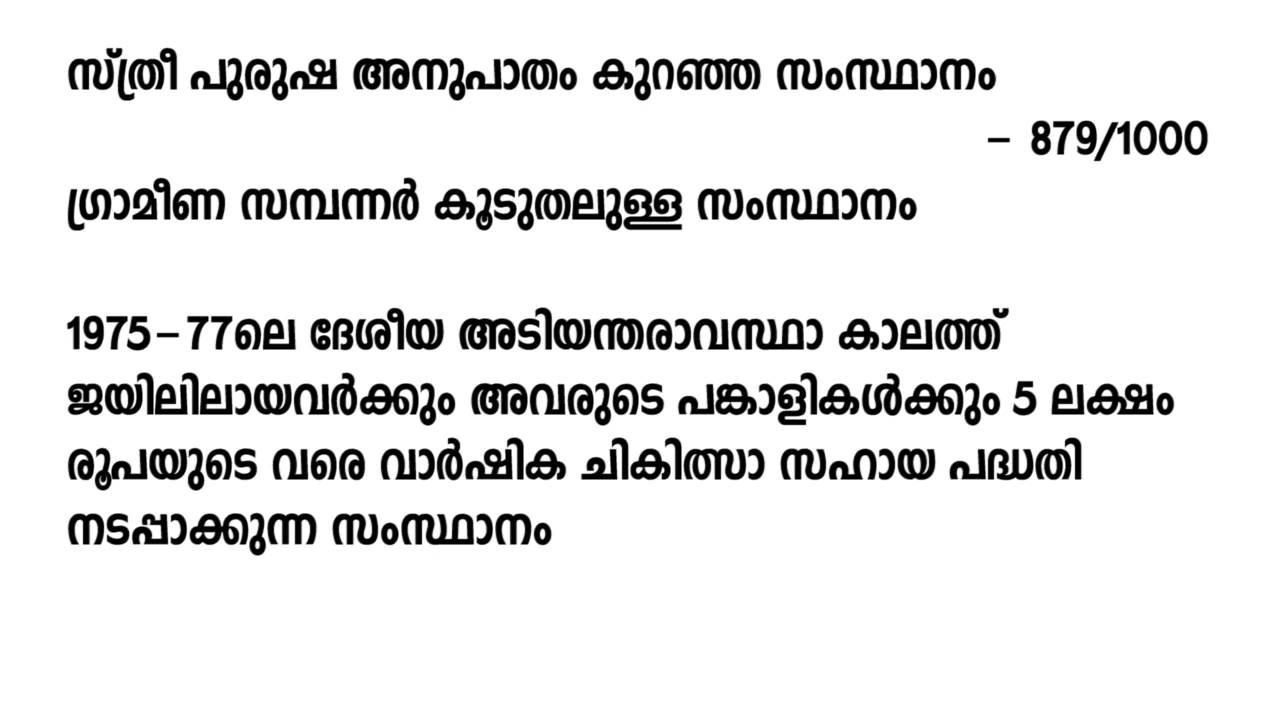 സ്ത്രീ പുരുഷ അനുപാതം കുറഞ്ഞ സംസ്ഥാനം
– 879/1000
ഗ്രാമീണ സമ്പന്നർ കൂടുതലുള്ള സംസ്ഥാനം
1975–77ലെ ദേശീയ അടിയന്തരാവസ്ഥാ കാലത്ത്
ജയിലിലായവർക്കും അവരുടെ പങ്കാളികൾക്കും 5 ലക്ഷം
രൂപയുടെ വരെ വാർഷിക ചികിത്സാ സഹായ പദ്ധതി
നടപ്പാക്കുന്ന സംസ്ഥാനം